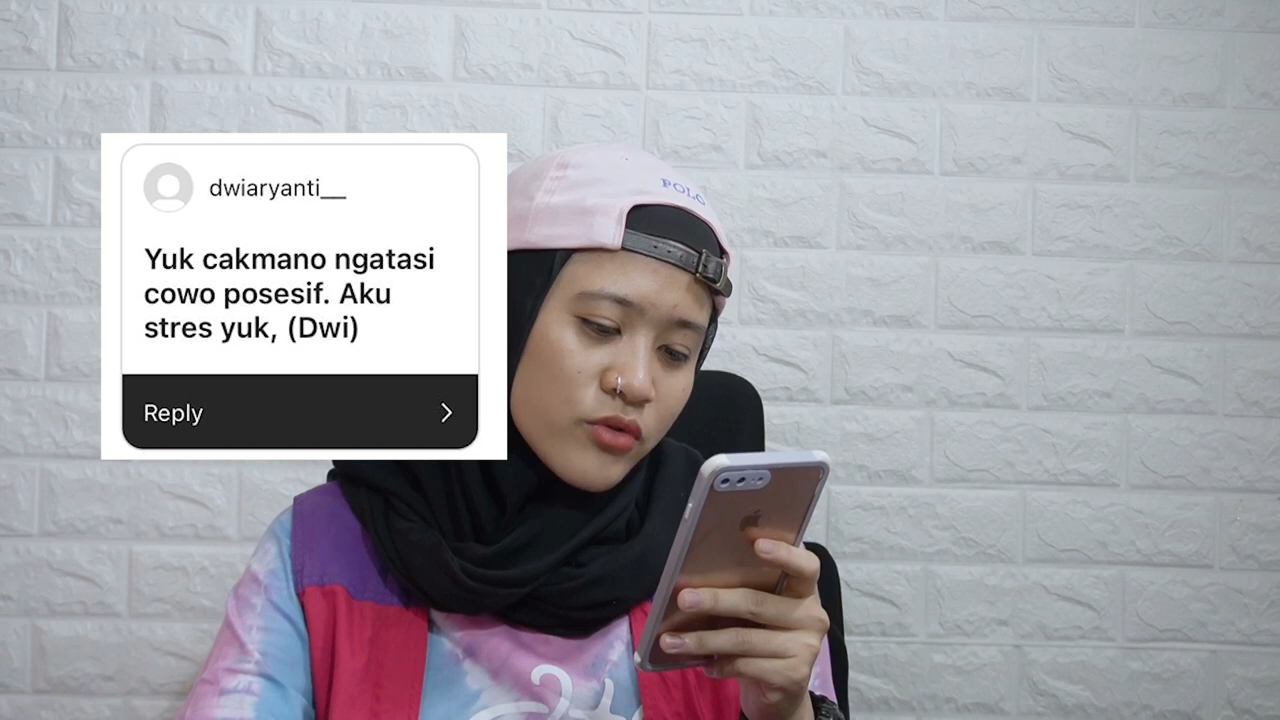 dwiaryanti__
Yuk cakmano ngatasi
cowo posesif. Aku
stres yuk, (Dwi)
Reply
POLO